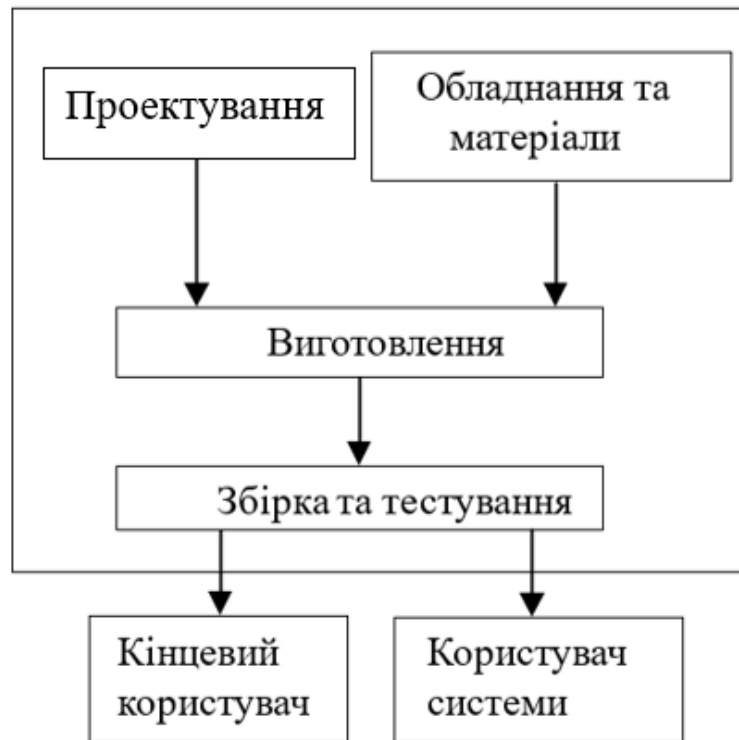 Проектування
Обладнання та
матеріали
Виготовлення
Збірка та тестування
Кінцевий
користувач
Користувач
системи